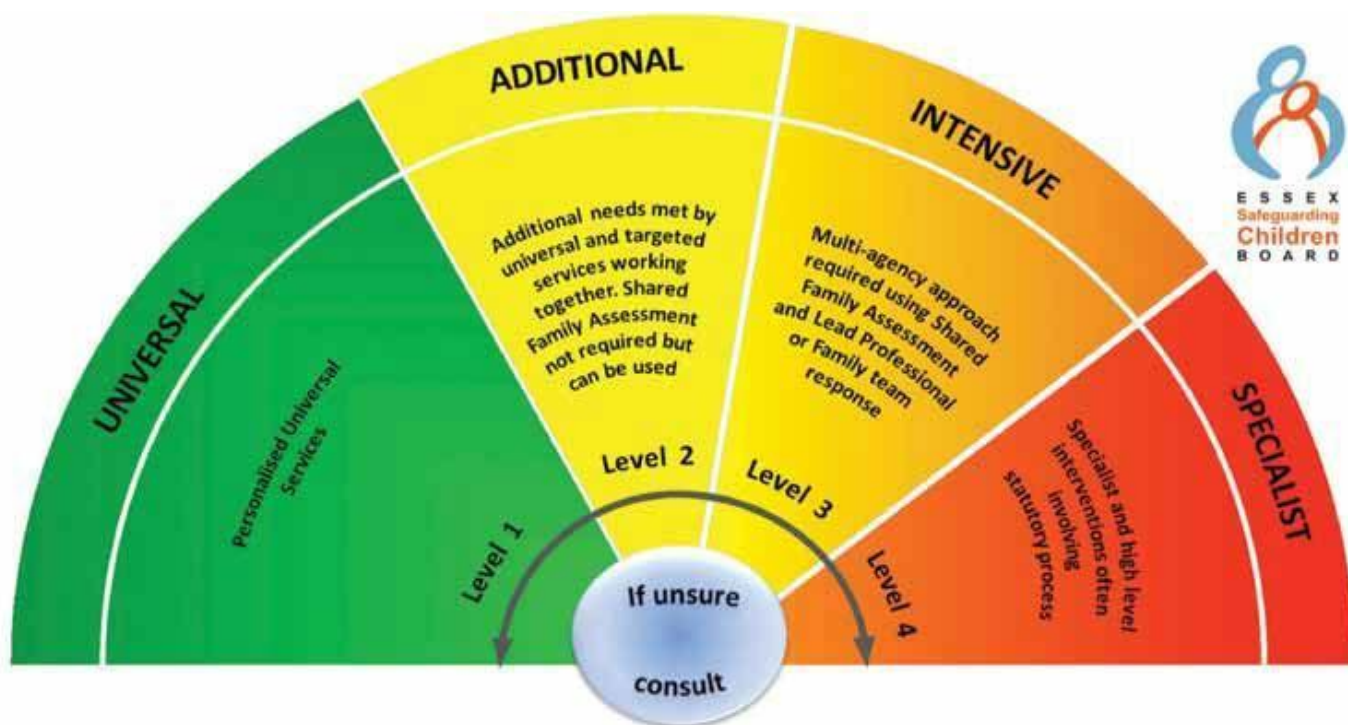 UNIVERSAL
Personalised Universal
Services
Level 1
ADDITIONAL
Additional needs met by
universal and targeted
services working
together. Shared
Family Assessment
not required but
can be used
Level 2
INTENSIVE
Multi-agency approach
required using Shared
Family Assessment
and Lead Professional
or Family team
response
Level 3
SPECIALIST
Specialist and high level
interventions often
involving
statutory process
Level 4
If unsure
consult
ESSEX
Safeguarding
Children
BOARD